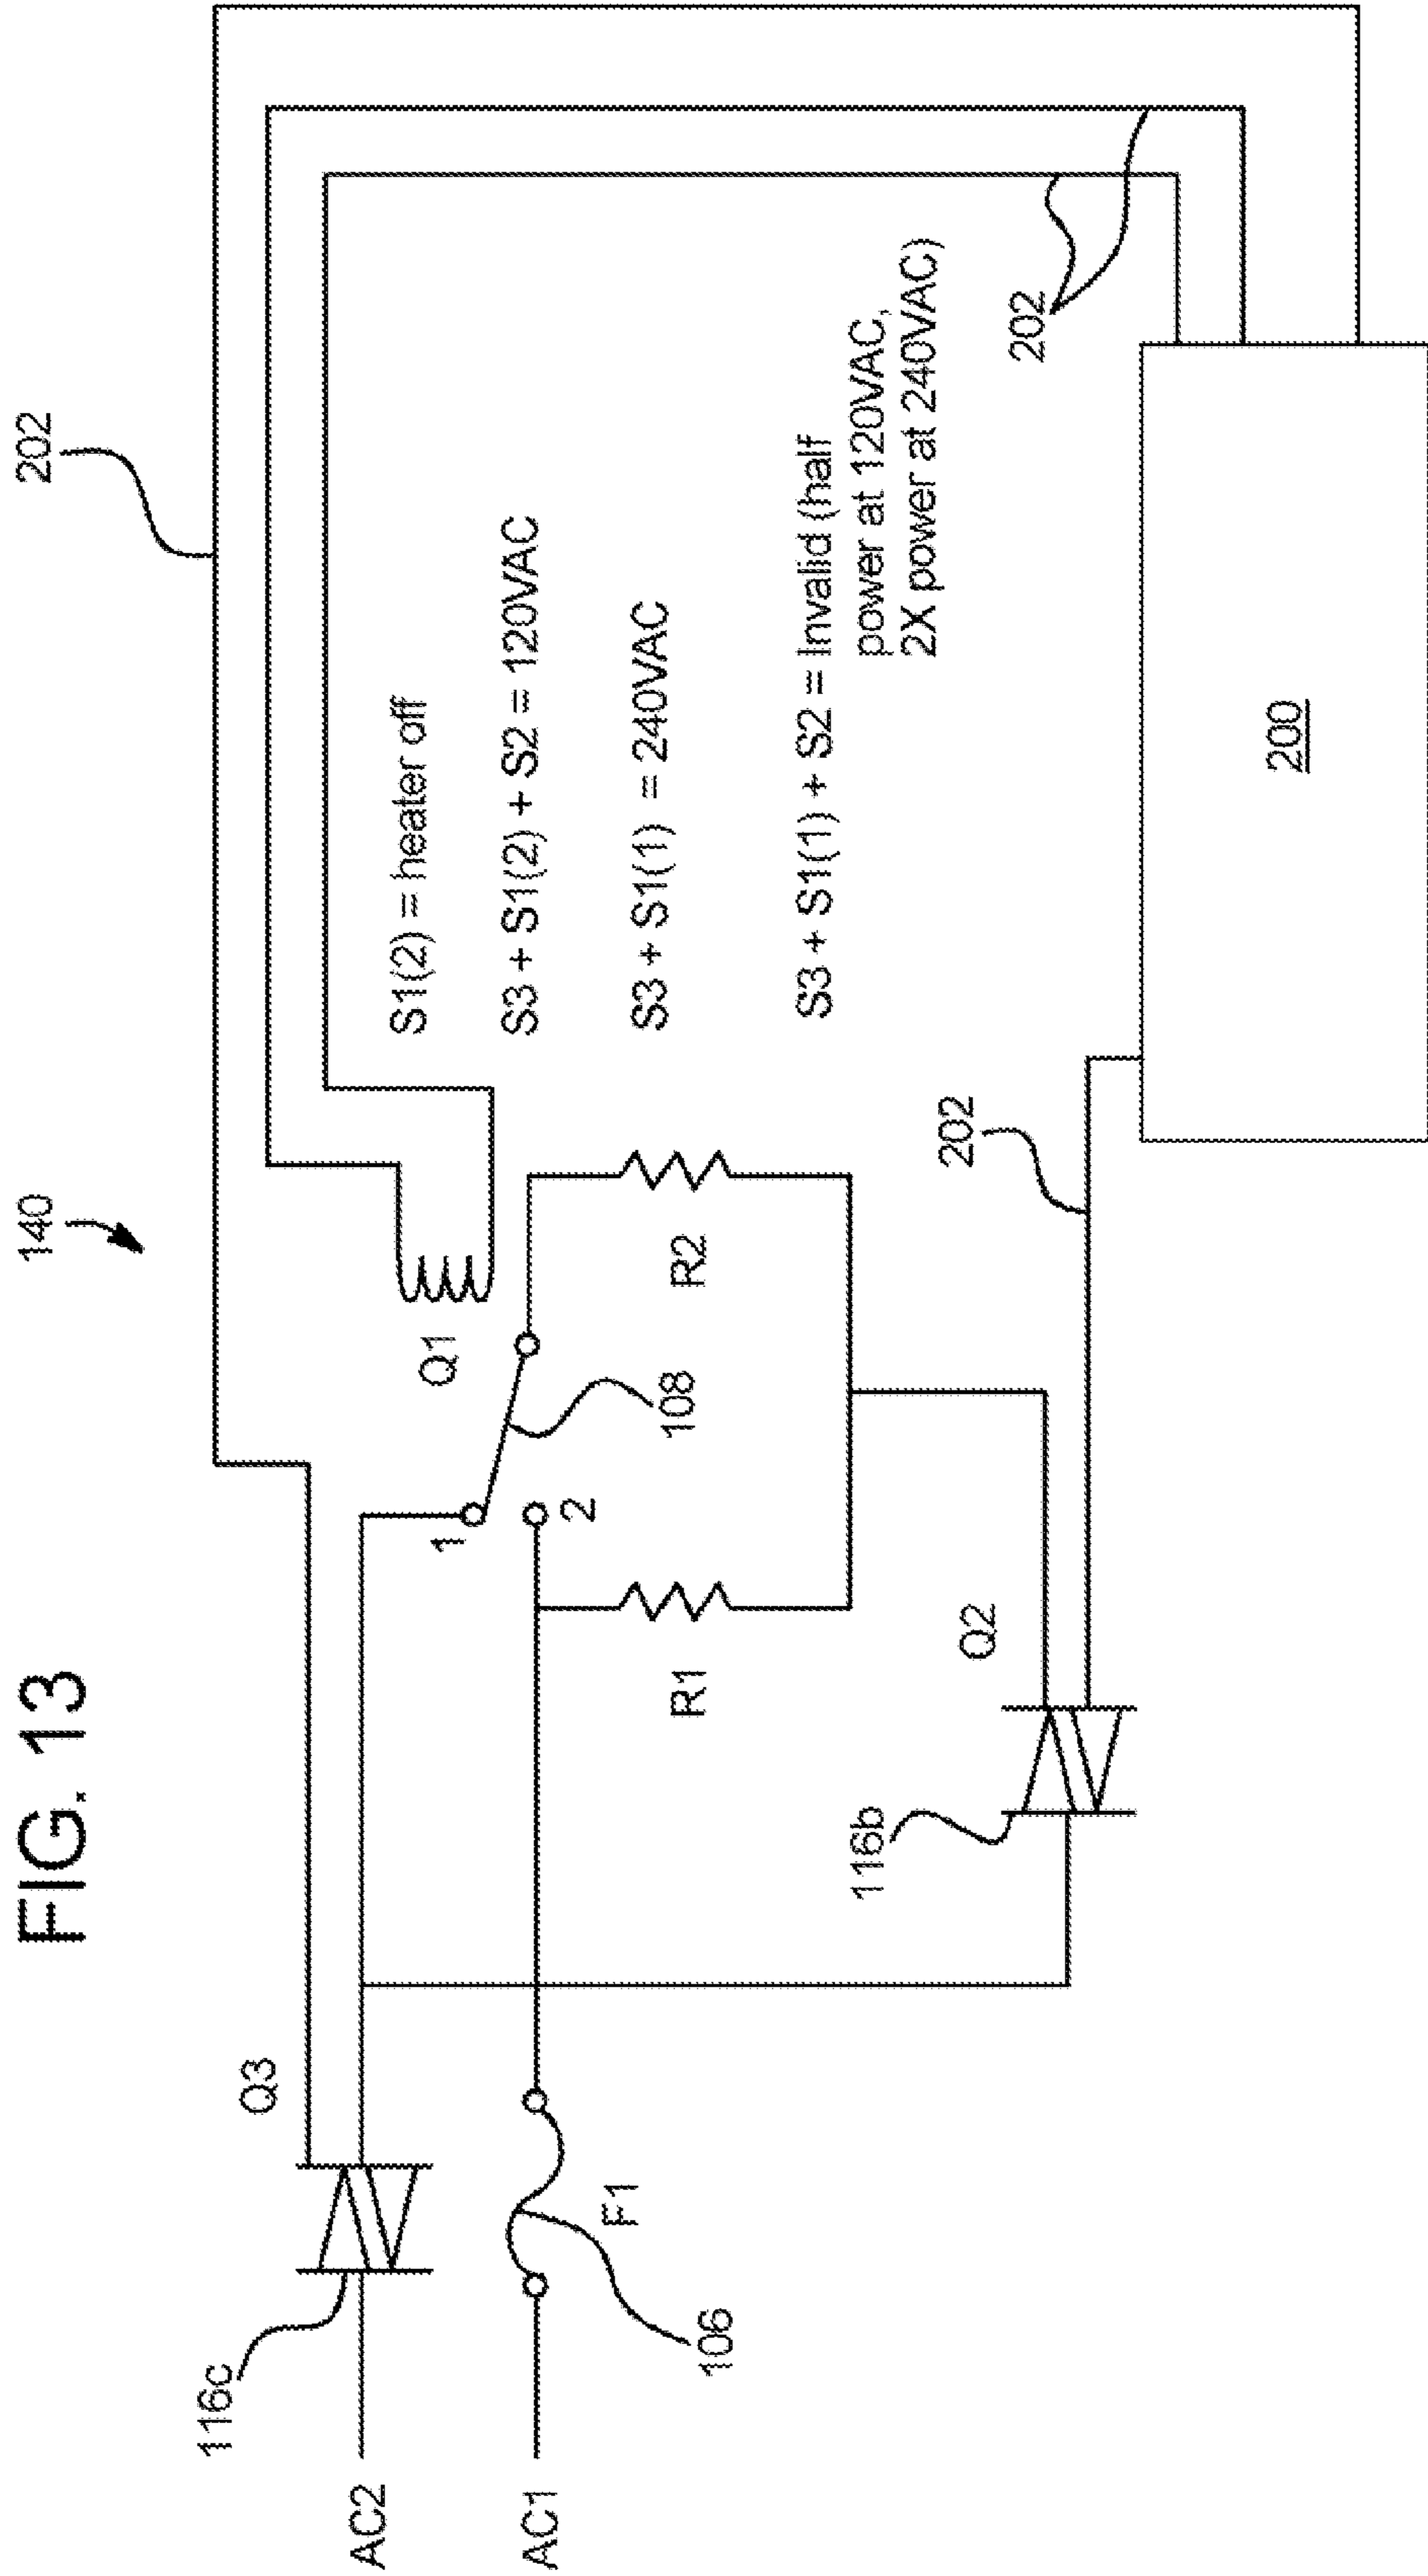 FIG. 13
140
202
116c
Q3
AC2
AC1
F1
106
1
2
Q1
108
R1
R2
Q2
116b
S1(2) = heater off
S3 + S1(2) + S2 = 120VAC
S3 + S1(1) = 240VAC
S3 + S1(1) + S2 = Invalid (half
power at 120VAC,
2X power at 240VAC)
202
202
200